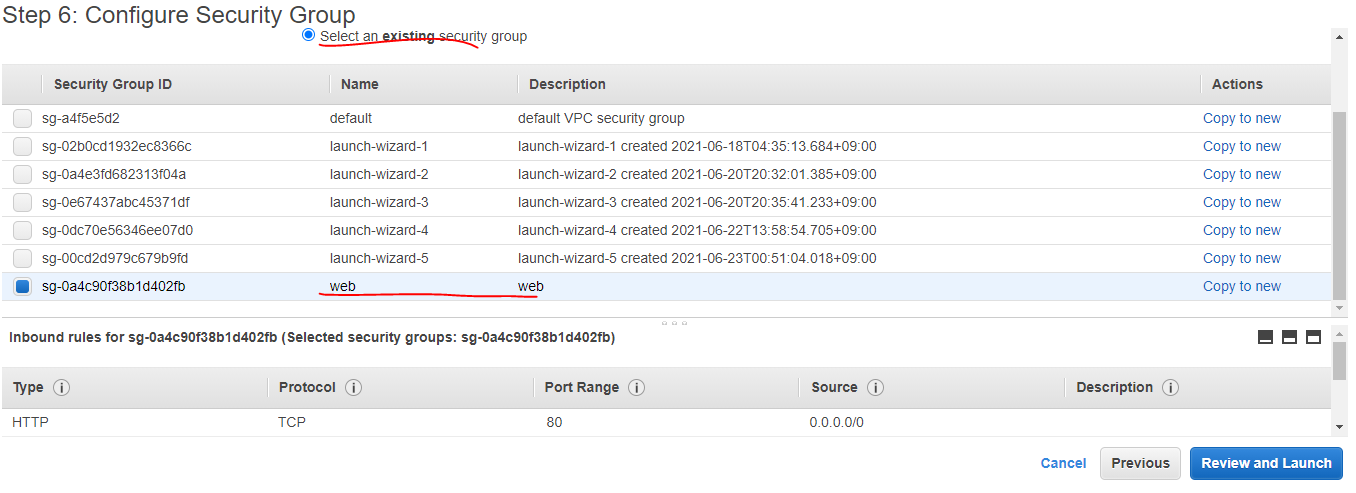 Step 6: Configure Security Group
Select an existing security group
Security Group ID Name Description Actions
sg-a4f5e5d2 default default VPC security group Copy to new
sg-02b0cd1932ec8366c launch-wizard-1 launch-wizard-1 created 2021-06-18T04:35:13.684+09:00 Copy to new
sg-0a4e3fd682313f04a launch-wizard-2 launch-wizard-2 created 2021-06-20T20:32:01.385+09:00 Copy to new
sg-0e67437abc45371df launch-wizard-3 launch-wizard-3 created 2021-06-20T20:35:41.233+09:00 Copy to new
sg-0dc70e56346ee07d0 launch-wizard-4 launch-wizard-4 created 2021-06-22T13:58:54.705+09:00 Copy to new
sg-00cd2d979c679b9fd launch-wizard-5 launch-wizard-5 created 2021-06-23T00:51:04.018+09:00 Copy to new
sg-0a4c90f38b1d402fb web web Copy to new
Inbound rules for sg-0a4c90f38b1d402fb (Selected security groups: sg-0a4c90f38b1d402fb)
Type i Protocol i Port Range i Source i Description i
HTTP TCP 80 0.0.0.0/0
Cancel Previous Review and Launch